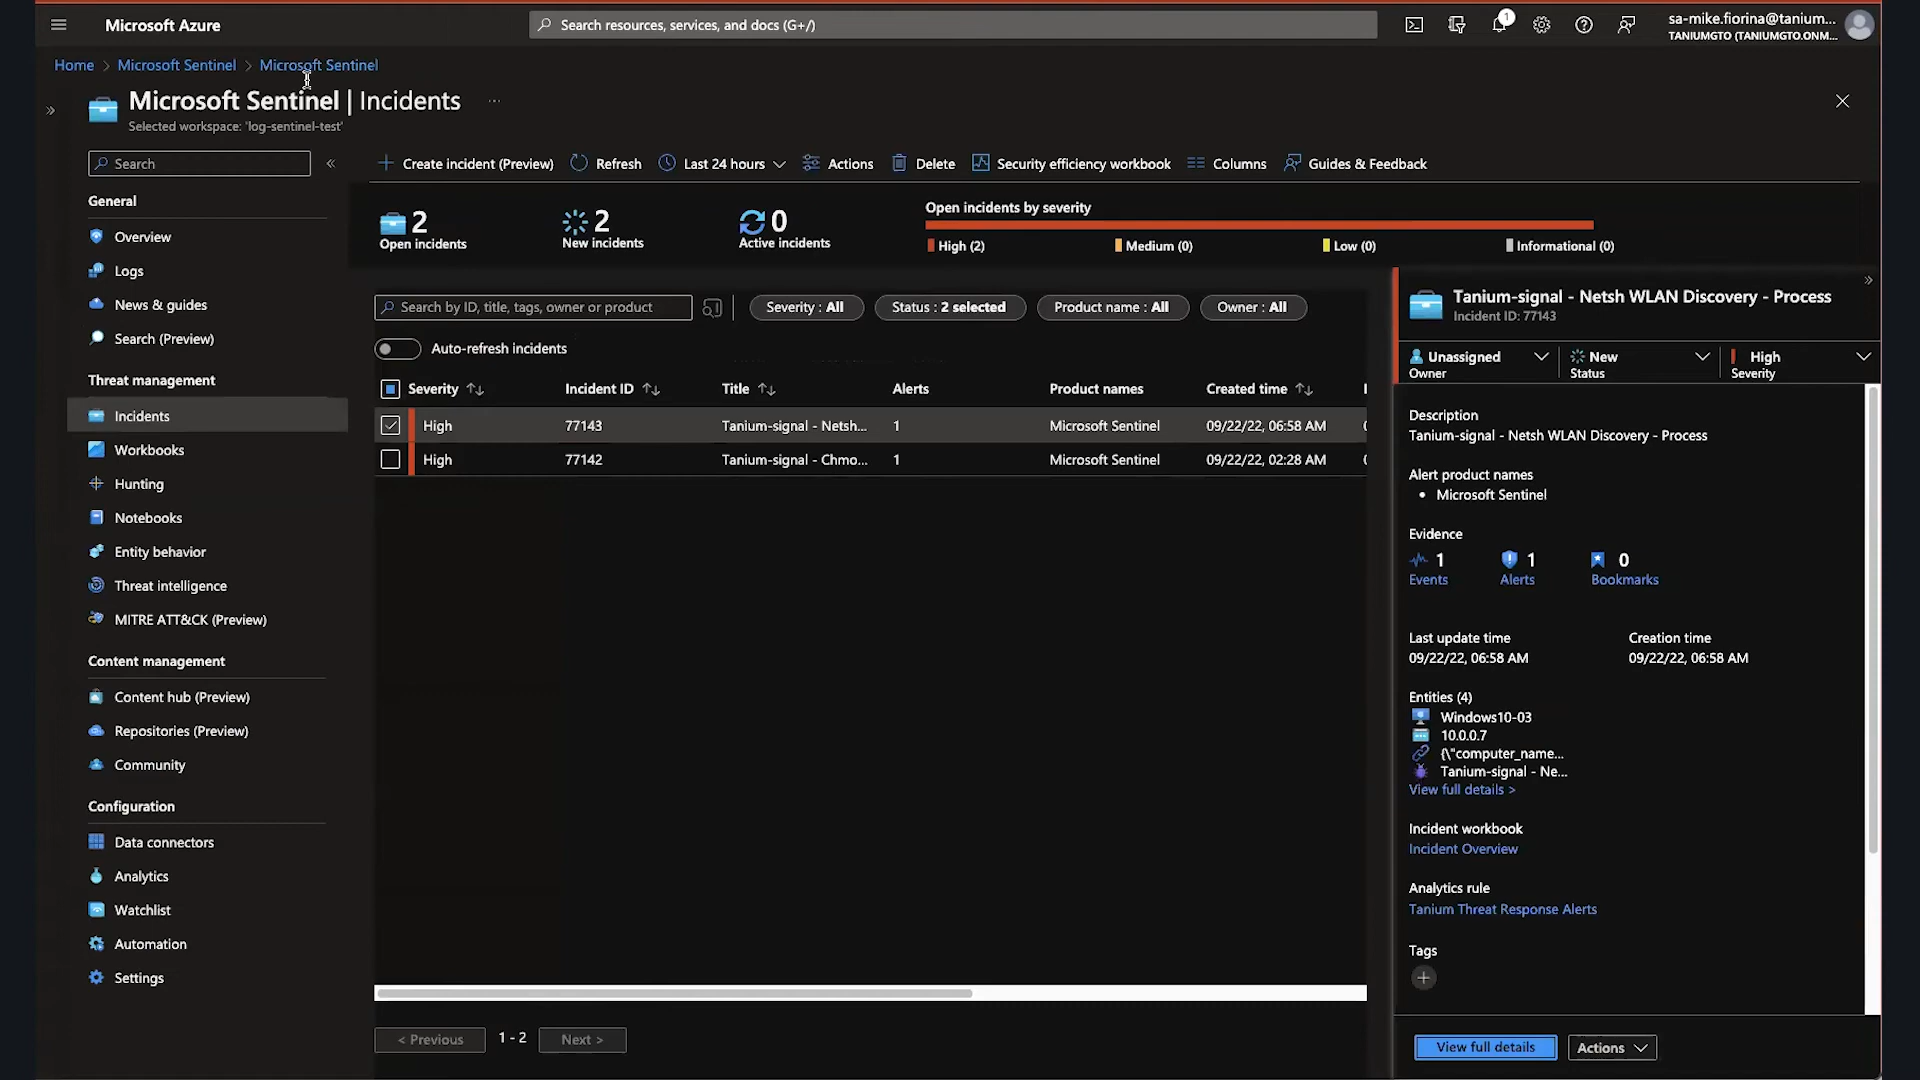 Microsoft Azure
Search resources, services, and docs (G+/)
1
sa-mike.fiorina@tanium...
TANIUMGTO (TANIUMGTO.ONM...
Home > Microsoft Sentinel > Microsoft Sentinel
Microsoft Sentinel | Incidents ...
Selected workspace: 'log-sentinel-test'
Search
Create incident (Preview) Refresh Last 24 hours Actions Delete Security efficiency workbook Columns Guides & Feedback
General
Overview
Logs
News & guides
Search (Preview)
Threat management
Incidents
Workbooks
Hunting
Notebooks
Entity behavior
Threat intelligence
MITRE ATT&CK (Preview)
Content management
Content hub (Preview)
Repositories (Preview)
Community
Configuration
Data connectors
Analytics
Watchlist
Automation
Settings
2
Open incidents
2
New incidents
0
Active incidents
Open incidents by severity
High (2) Medium (0) Low (0) Informational (0)
Search by ID, title, tags, owner or product
Severity : All
Status : 2 selected
Product name : All
Owner : All
Auto-refresh incidents
Severity Incident ID Title Alerts Product names Created time
High 77143 Tanium-signal - Netsh... 1 Microsoft Sentinel 09/22/22, 06:58 AM
High 77142 Tanium-signal - Chmo... 1 Microsoft Sentinel 09/22/22, 02:28 AM
< Previous 1 - 2 Next >
Tanium-signal - Netsh WLAN Discovery - Process
Incident ID: 77143
Unassigned
Owner
New
Status
High
Severity
Description
Tanium-signal - Netsh WLAN Discovery - Process
Alert product names
• Microsoft Sentinel
Evidence
1
Events
1
Alerts
0
Bookmarks
Last update time
09/22/22, 06:58 AM
Creation time
09/22/22, 06:58 AM
Entities (4)
Windows10-03
10.0.0.7
{\"computer_name...
Tanium-signal - Ne...
View full details >
Incident workbook
Incident Overview
Analytics rule
Tanium Threat Response Alerts
Tags
View full details
Actions